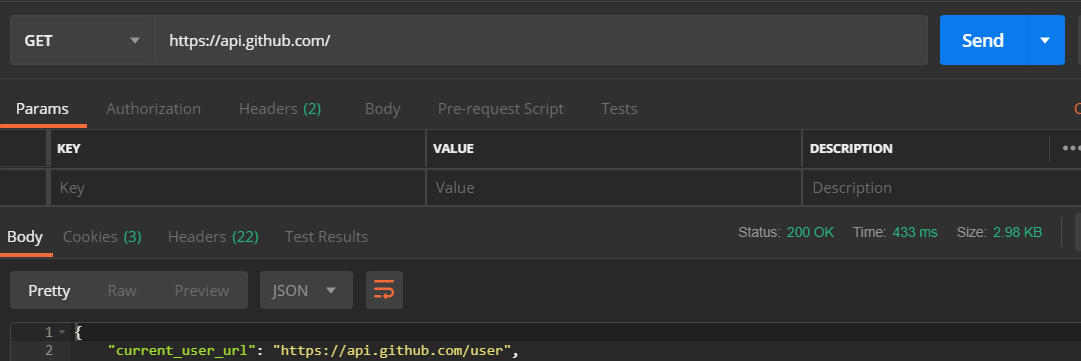 GET https://api.github.com/ Send
Params Authorization Headers (2) Body Pre-request Script Tests
KEY VALUE DESCRIPTION •••
Key Value Description
Body Cookies (3) Headers (22) Test Results Status: 200 OK Time: 433 ms Size: 2.98 KB
Pretty Raw Preview JSON
1 {
2 "current_user_url": "https://api.github.com/user",